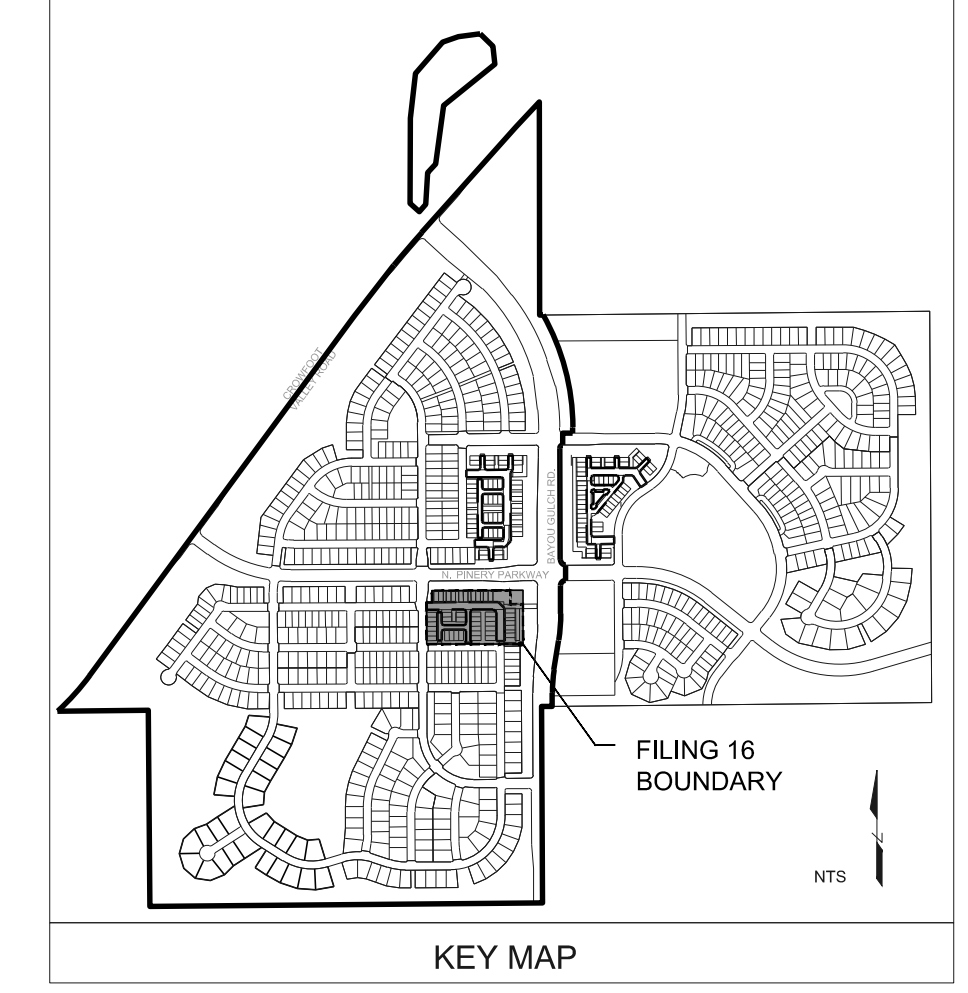 CROWFOOT
VALLEY ROAD
BAYOU GULCH RD.
N. PINERY PARKWAY
FILING 16
BOUNDARY
N
NTS
KEY MAP